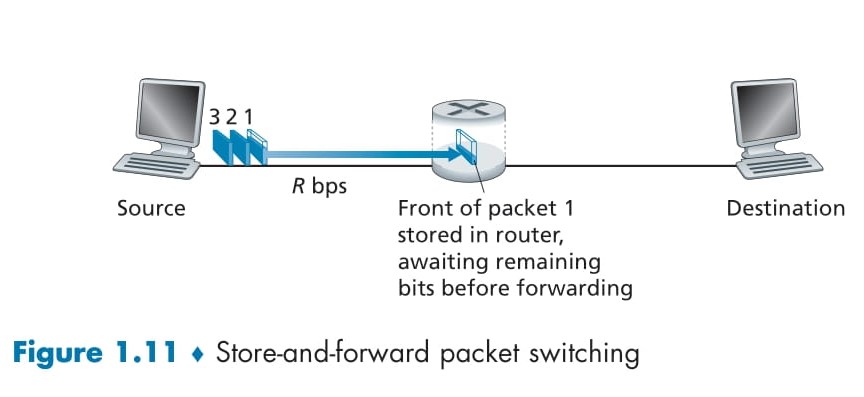 3 2 1
R bps
Source
Front of packet 1
stored in router,
awaiting remaining
bits before forwarding
Destination
Figure 1.11 ♦ Store-and-forward packet switching